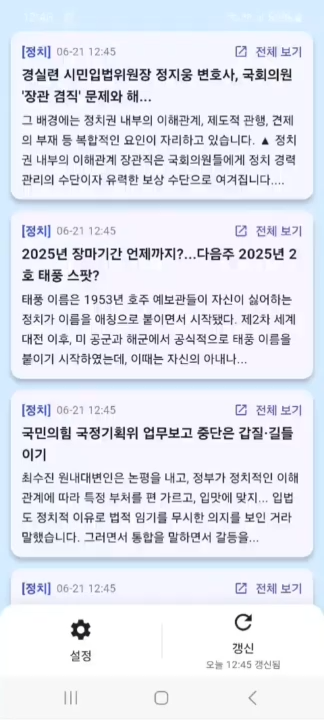 [정치] 06-21 12:45 전체 보기
경실련 시민입법위원장 정지웅 변호사, 국회의원
'장관 겸직' 문제와 해...
그 배경에는 정치권 내부의 이해관계, 제도적 관행, 견제
의 부재 등 복합적인 요인이 자리하고 있습니다. ▲ 정치
권 내부의 이해관계 장관직은 국회의원들에게 정치 경력
관리의 수단이자 유력한 보상 수단으로 여겨집니다....
[정치] 06-21 12:45 전체 보기
2025년 장마기간 언제까지?...다음주 2025년 2
호 태풍 스팟?
태풍 이름은 1953년 호주 예보관들이 자신이 싫어하는
정치가 이름을 애칭으로 붙이면서 시작됐다. 제2차 세계
대전 이후, 미 공군과 해군에서 공식적으로 태풍 이름을
붙이기 시작하였는데, 이때는 자신의 아내나...
[정치] 06-21 12:45 전체 보기
국민의힘 국정기획위 업무보고 중단은 갑질·길들
이기
최수진 원내대변인은 논평을 내고, 정부가 정치적인 이해
관계에 따라 특정 부처를 편 가르고, 입맛에 맞지... 입법
도 정치적 이유로 법적 임기를 무시한 의지를 보인 거라
말했습니다. 그러면서 통합을 말하면서 갈등을...
[정치] 06-21 12:45 전체 보기
설정 갱신
오늘 12:45 갱신됨